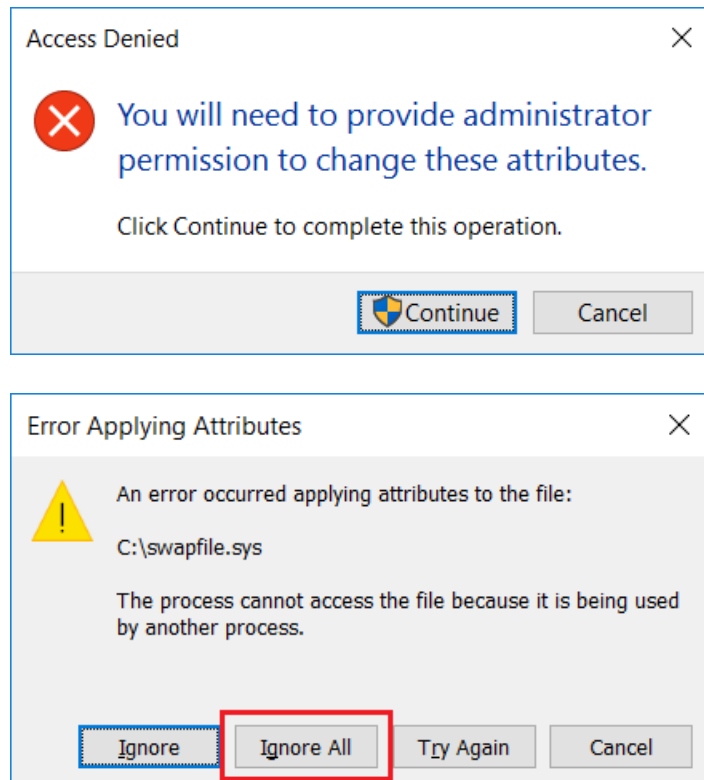 Access Denied
You will need to provide administrator
permission to change these attributes.
Click Continue to complete this operation.
Continue
Cancel
Error Applying Attributes
An error occurred applying attributes to the file:
C:\swapfile.sys
The process cannot access the file because it is being used
by another process.
Ignore
Ignore All
Try Again
Cancel